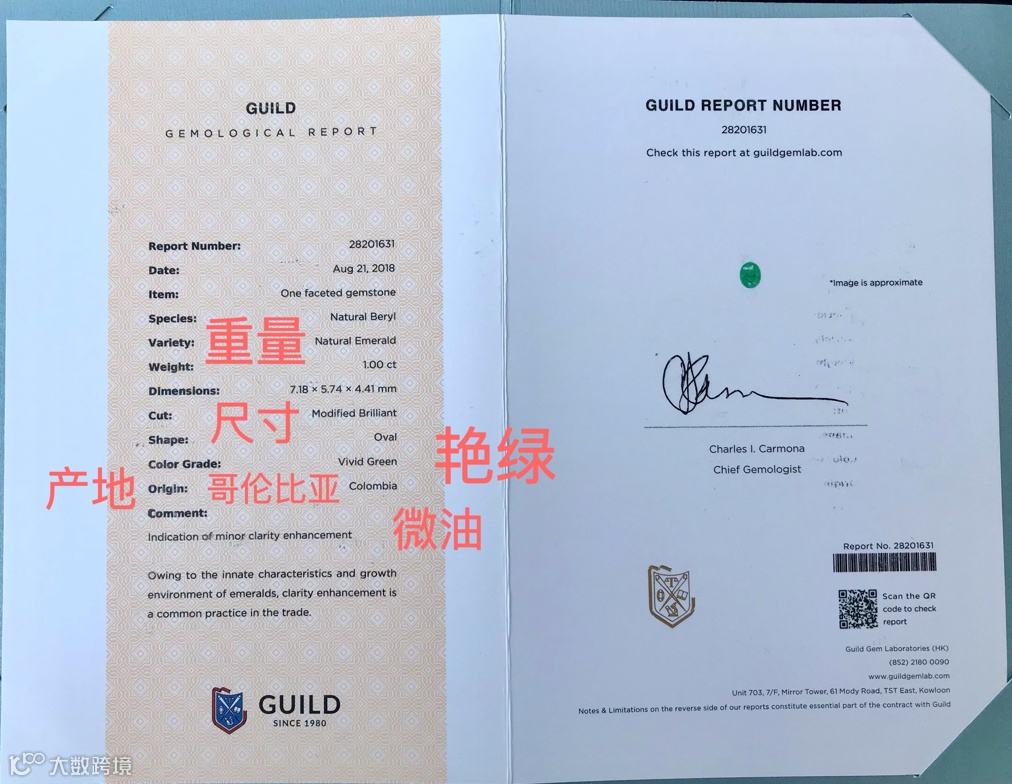 GUILD
GEMOLOGICAL REPORT
Report Number: 28201631
Date: Aug 21, 2018
Item: One faceted gemstone
Species: Natural Beryl
Variety: Natural Emerald
重量
Weight: 1.00 ct
Dimensions: 7.18 × 5.74 × 4.41 mm
Cut: Modified Brilliant
尺寸
Shape: Oval
Color Grade: Vivid Green
艳绿
产地
Origin: 哥伦比亚 Colombia
Comment:
微油
Indication of minor clarity enhancement
Owing to the innate characteristics and growth
environment of emeralds, clarity enhancement is
a common practice in the trade.
GUILD
SINCE 1980
大数跨境
GUILD REPORT NUMBER
28201631
Check this report at guildgemlab.com
*Image is approximate
Charles I. Carmona
Chief Gemologist
Report No. 28201631
Scan the QR
code to check
report
Guild Gem Laboratories (HK)
(852) 2180 0090
www.guildgemlab.com
Unit 703, 7/F, Mirror Tower, 61 Mody Road, TST East, Kowloon
Notes & Limitations on the reverse side of our reports constitute essential part of the contract with Guild